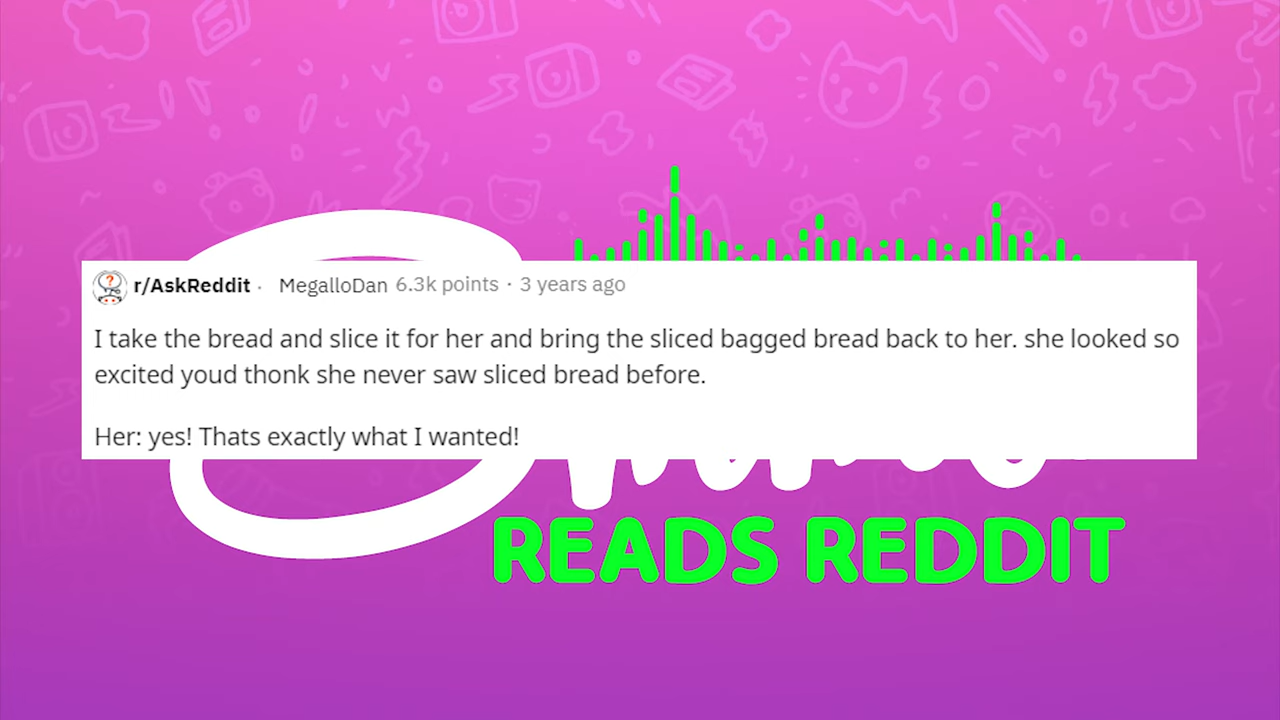 r/AskReddit · MegalloDan 6.3k points · 3 years ago
I take the bread and slice it for her and bring the sliced bagged bread back to her. she looked so
excited youd thonk she never saw sliced bread before.
Her: yes! Thats exactly what I wanted!
READS REDDIT